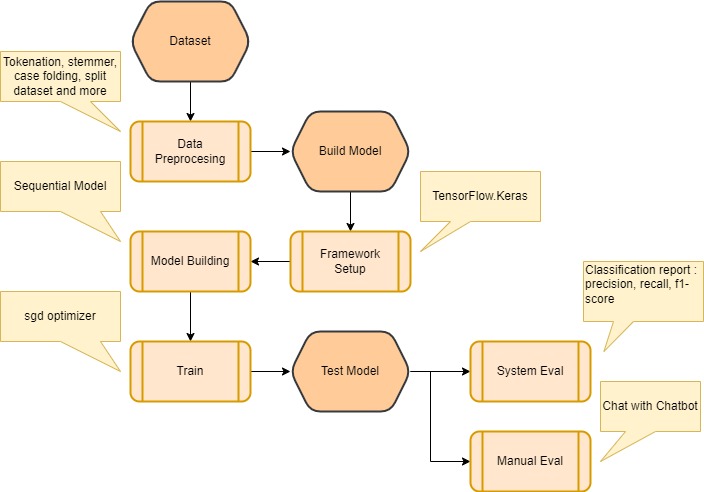 Dataset
Tokenation, stemmer,
case folding, split
dataset and more
Data
Preprocesing
Build Model
Sequential Model
TensorFlow.Keras
Model Building
Framework
Setup
Classification report :
precision, recall, f1-
score
sgd optimizer
Train
Test Model
System Eval
Chat with Chatbot
Manual Eval